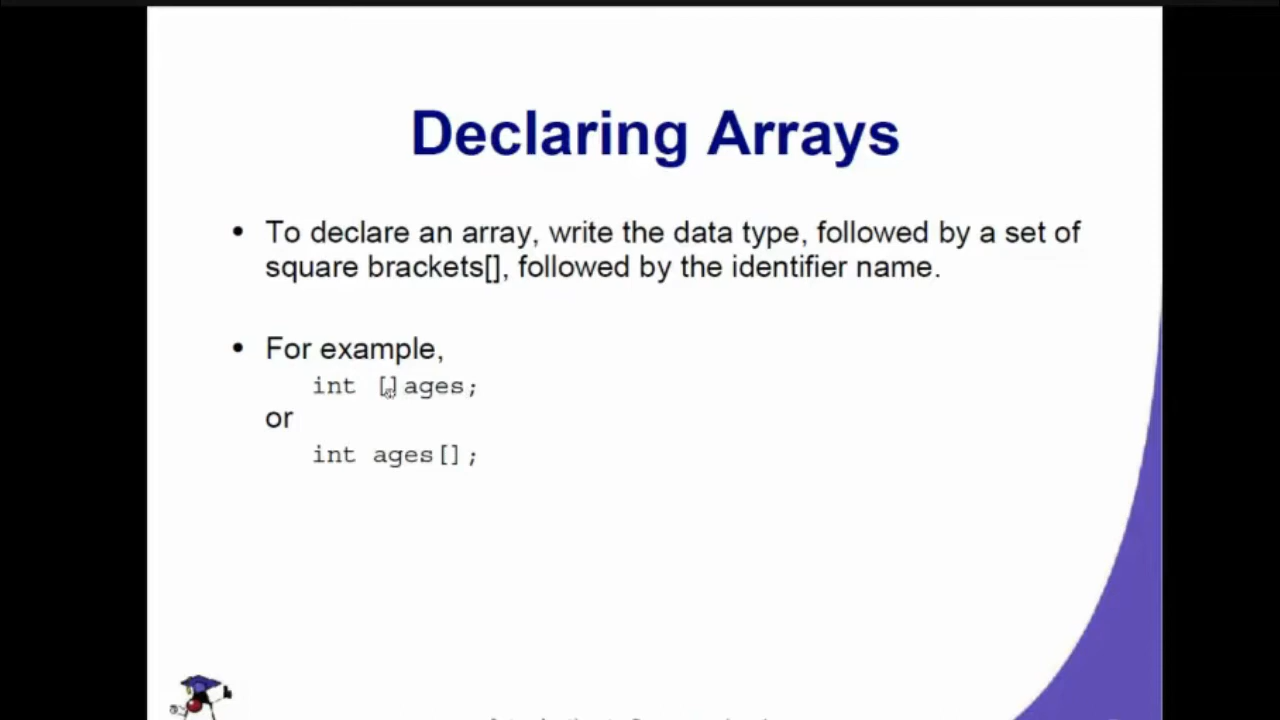 Declaring Arrays
• To declare an array, write the data type, followed by a set of
square brackets[], followed by the identifier name.
• For example,
int []ages;
or
int ages[];